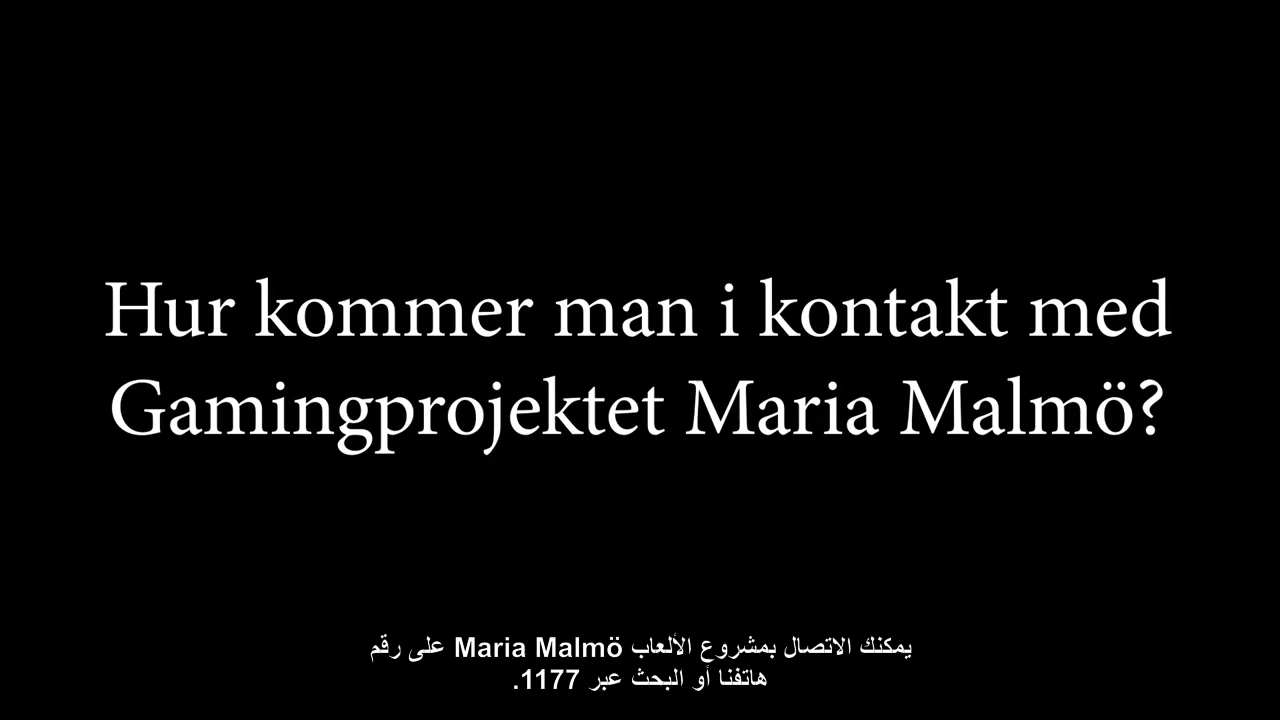 Hur kommer man i kontakt med
Gamingprojektet Maria Malmö?
يمكنك الاتصال بمشروع الألعاب Maria Malmö على رقم
هاتفنا أو البحث عبر 1177.